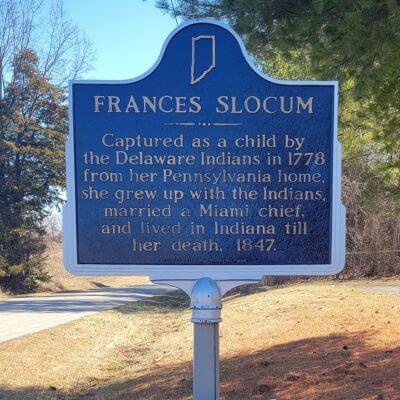 FRANCES SLOCUM
Captured as a child by
the Delaware Indians in 1778
from her Pennsylvania home,
she grew up with the Indians,
married a Miami chief,
and lived in Indiana till
her death, 1847.